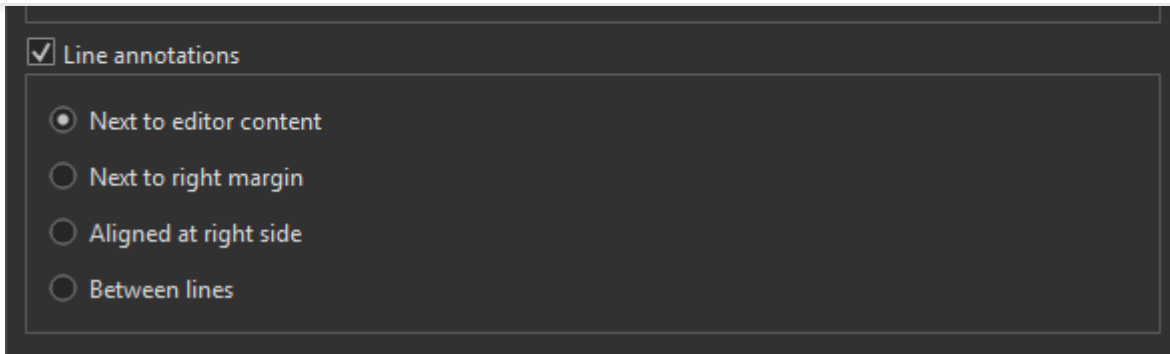 Line annotations
Next to editor content
Next to right margin
Aligned at right side
Between lines